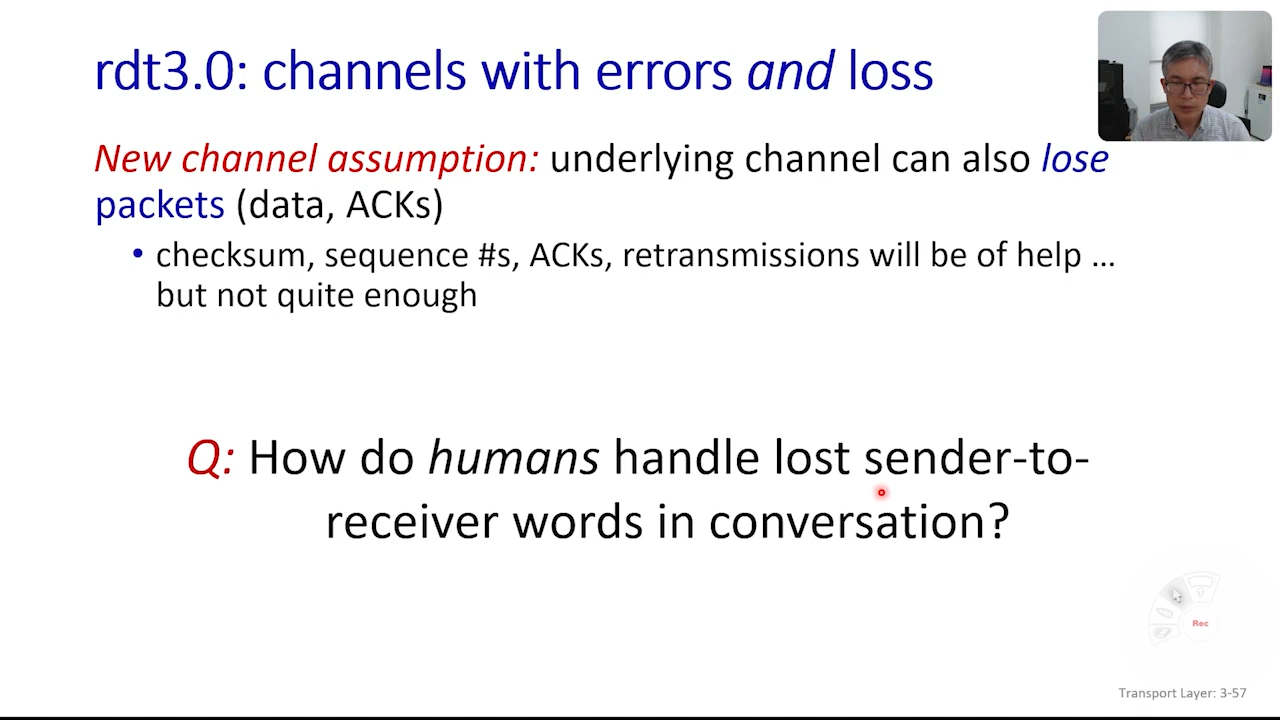 rdt3.0: channels with errors and loss
New channel assumption: underlying channel can also lose
packets (data, ACKs)
• checksum, sequence #s, ACKs, retransmissions will be of help …
but not quite enough
Q: How do humans handle lost sender-to-
receiver words in conversation?
Rec
Transport Layer: 3-57